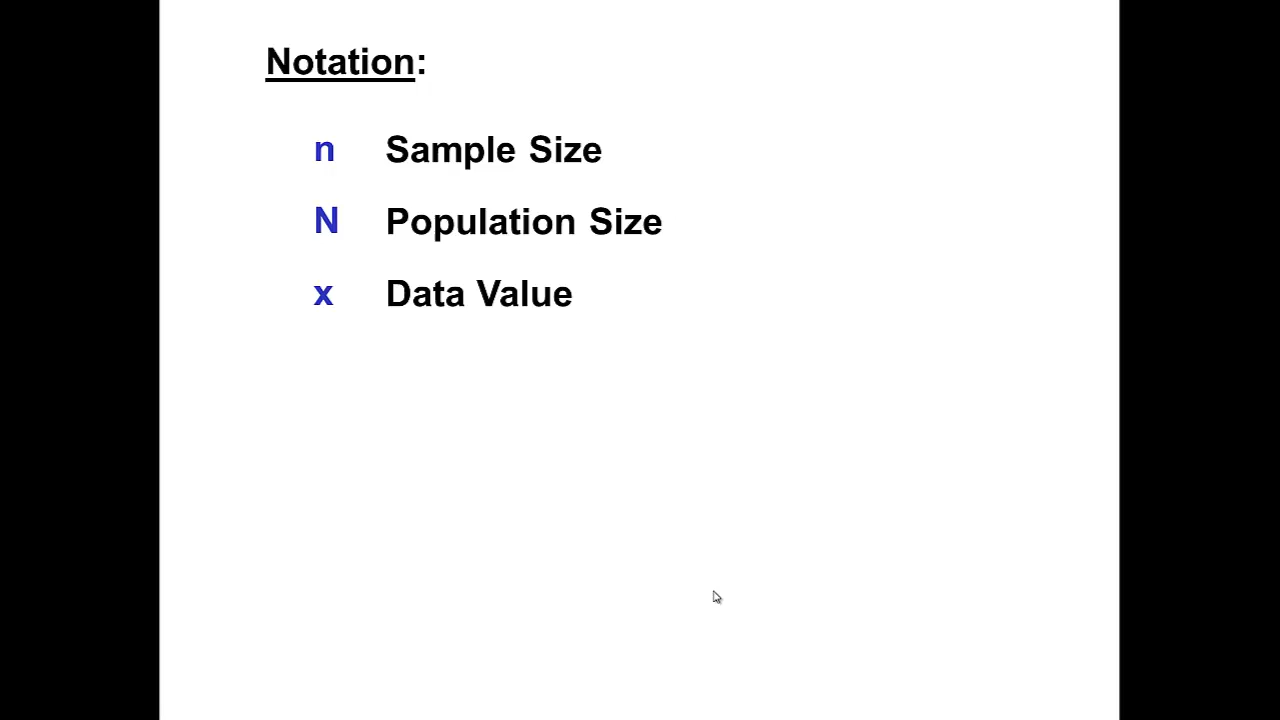 Notation:
n Sample Size
N Population Size
x Data Value